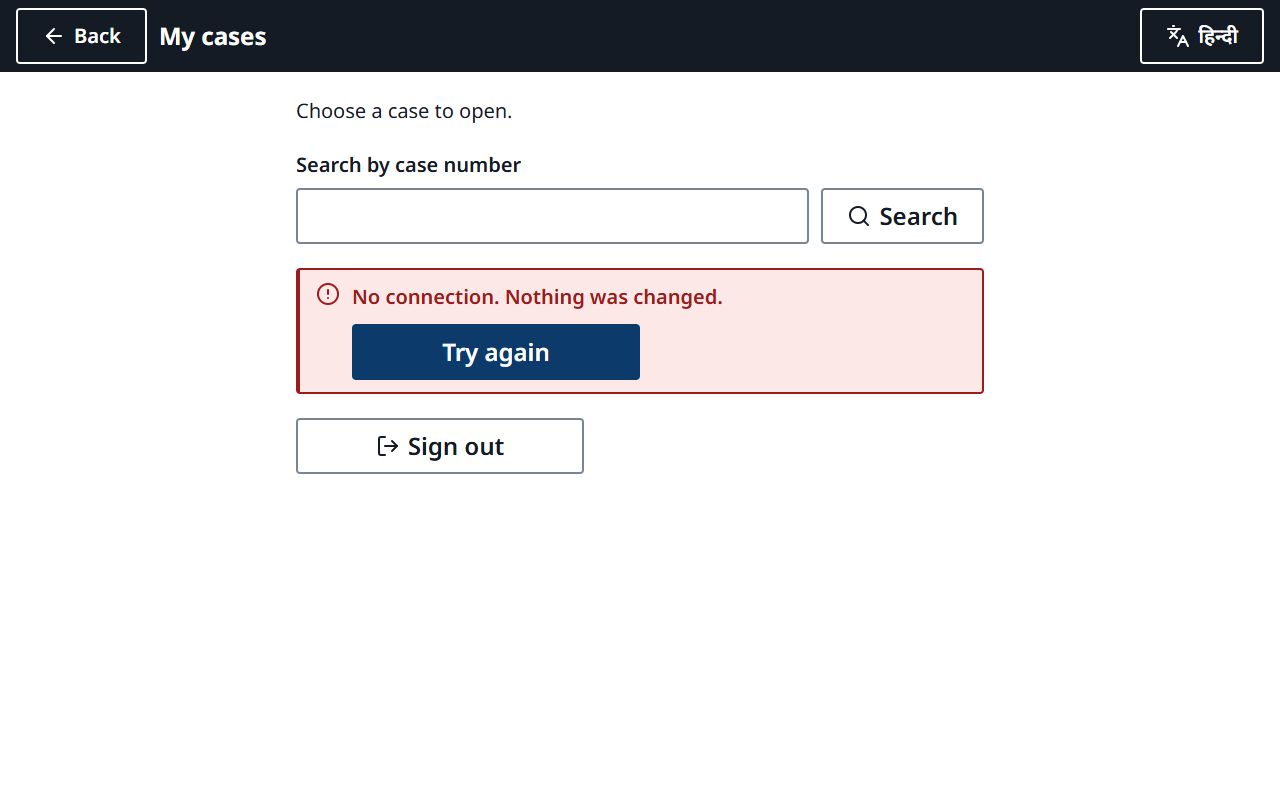 Back
My cases
हिन्दी
Choose a case to open.
Search by case number
Search
No connection. Nothing was changed.
Try again
Sign out